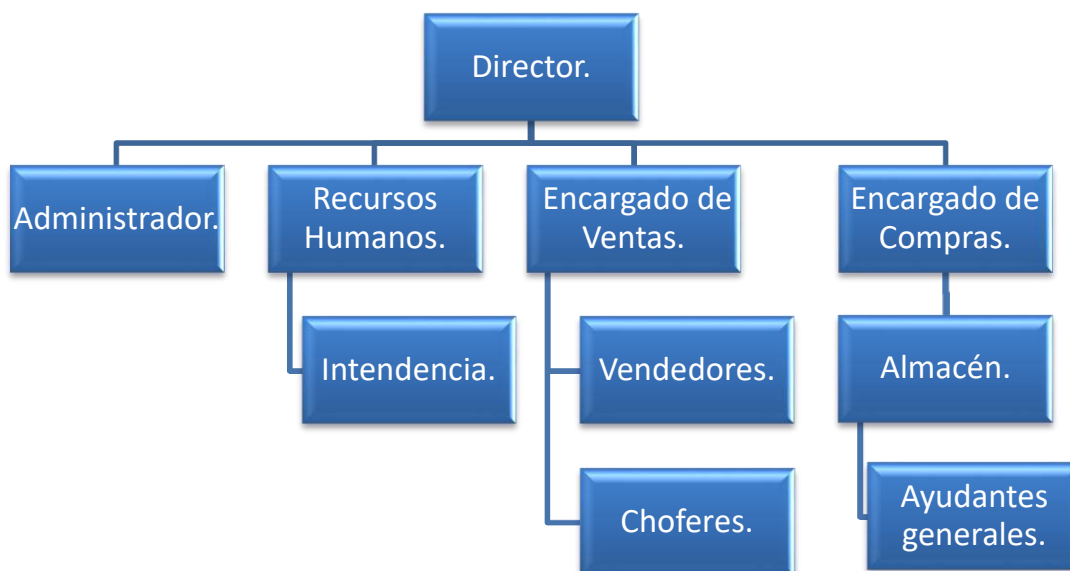 Director.
Administrador.
Recursos
Humanos.
Encargado de
Ventas.
Encargado de
Compras.
Intendencia.
Vendedores.
Almacén.
Choferes.
Ayudantes
generales.